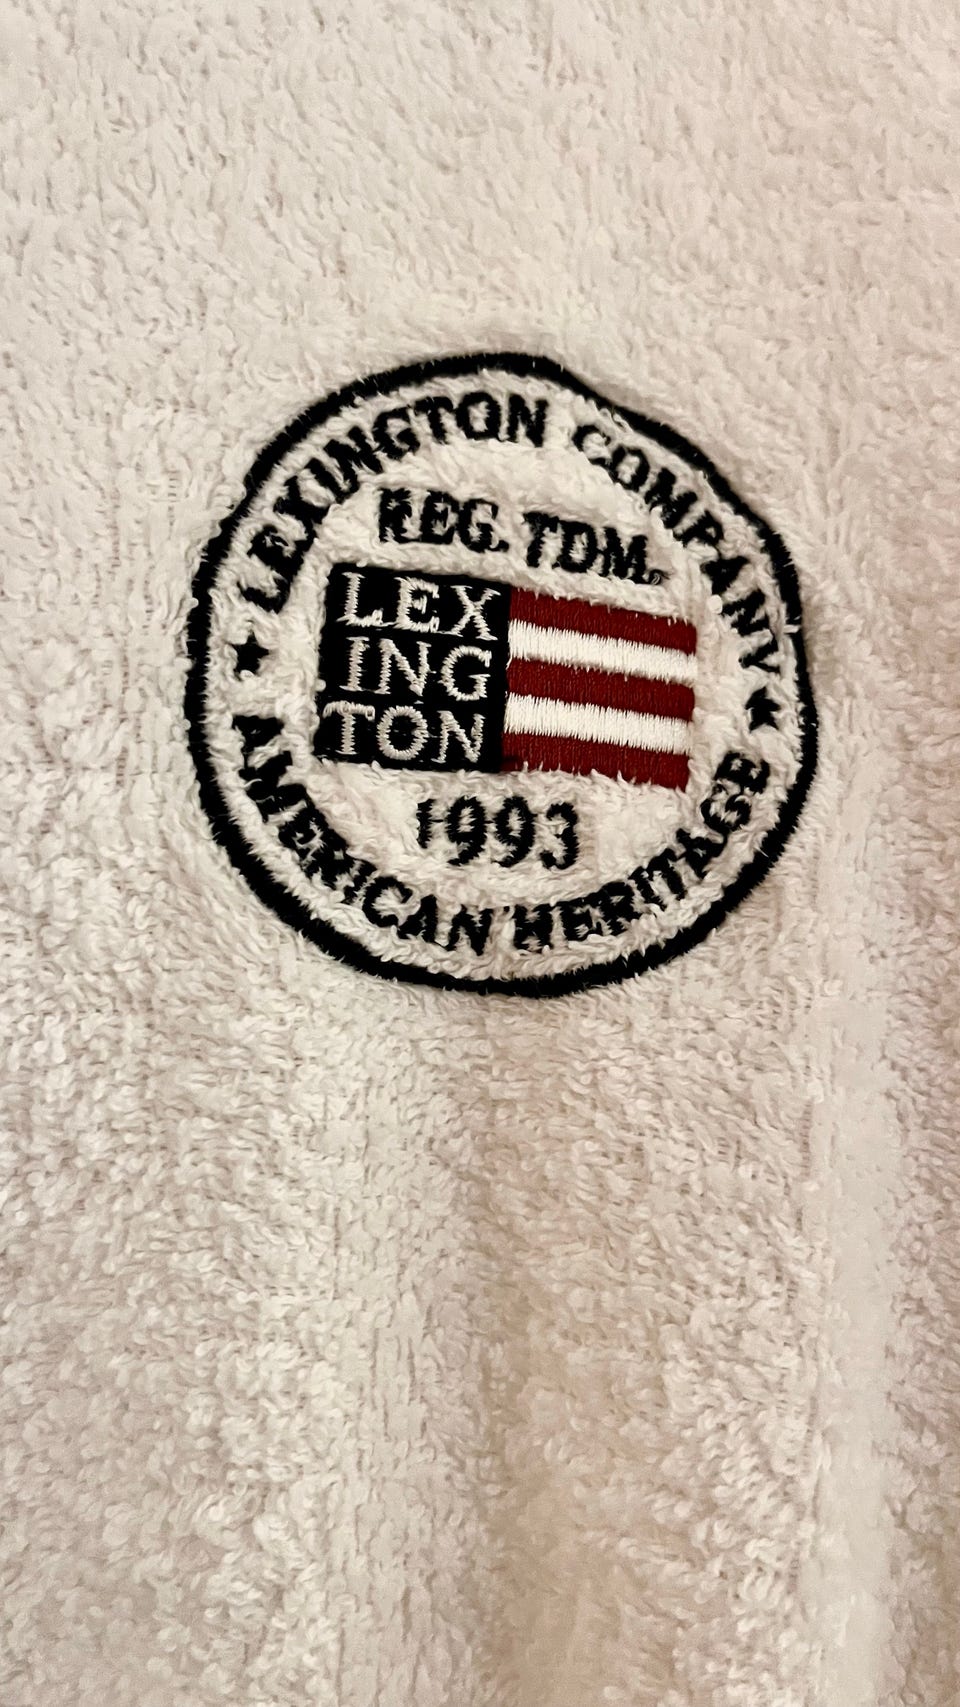 LEXINGTON COMPANY
REG. TDM.
LEX
ING
TON
1993
AMERICAN HERITAGE